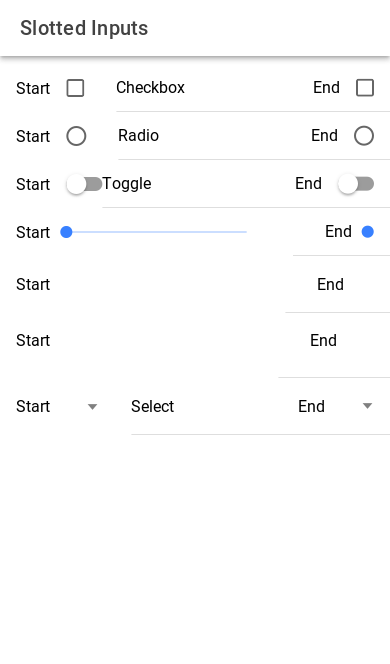 Slotted Inputs
Start Checkbox End
Start Radio End
Start Toggle End
Start End
Start End
Start End
Start Select End